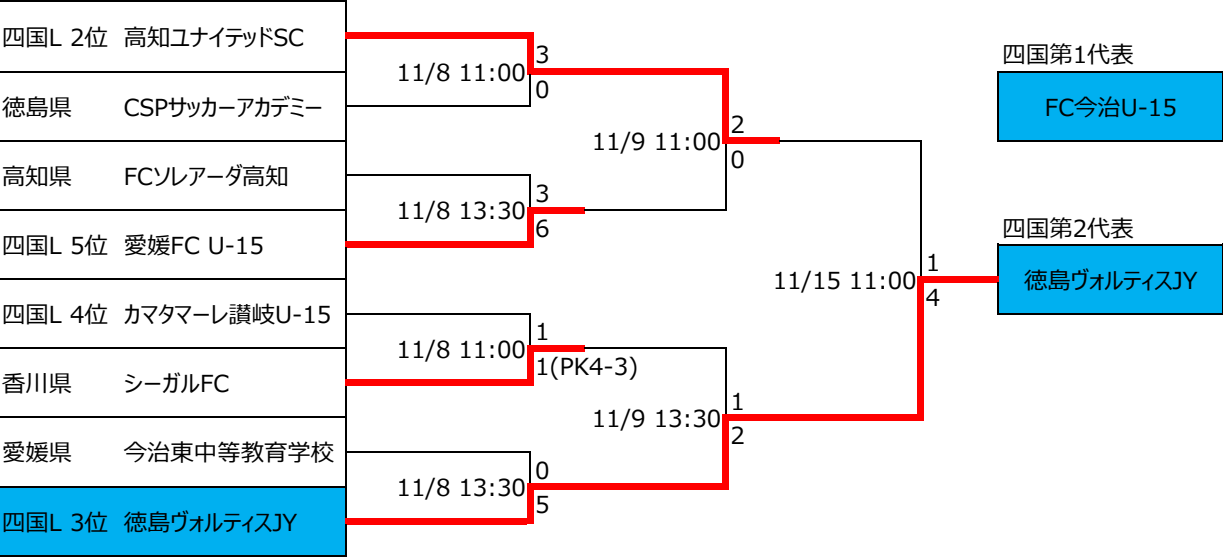 四国L 2位 高知ユナイテッドSC
徳島県 CSPサッカーアカデミー
高知県 FCソレアーダ高知
四国L 5位 愛媛FC U-15
四国L 4位 カマタマーレ讃岐U-15
香川県 シーガルFC
愛媛県 今治東中等教育学校
四国L 3位 徳島ヴォルティスJY
11/8 11:00
3
0
11/8 13:30
3
6
11/8 11:00
1
1(PK4-3)
11/8 13:30
0
5
11/9 11:00
2
0
11/9 13:30
1
2
11/15 11:00
1
4
四国第1代表
FC今治U-15
四国第2代表
徳島ヴォルティスJY